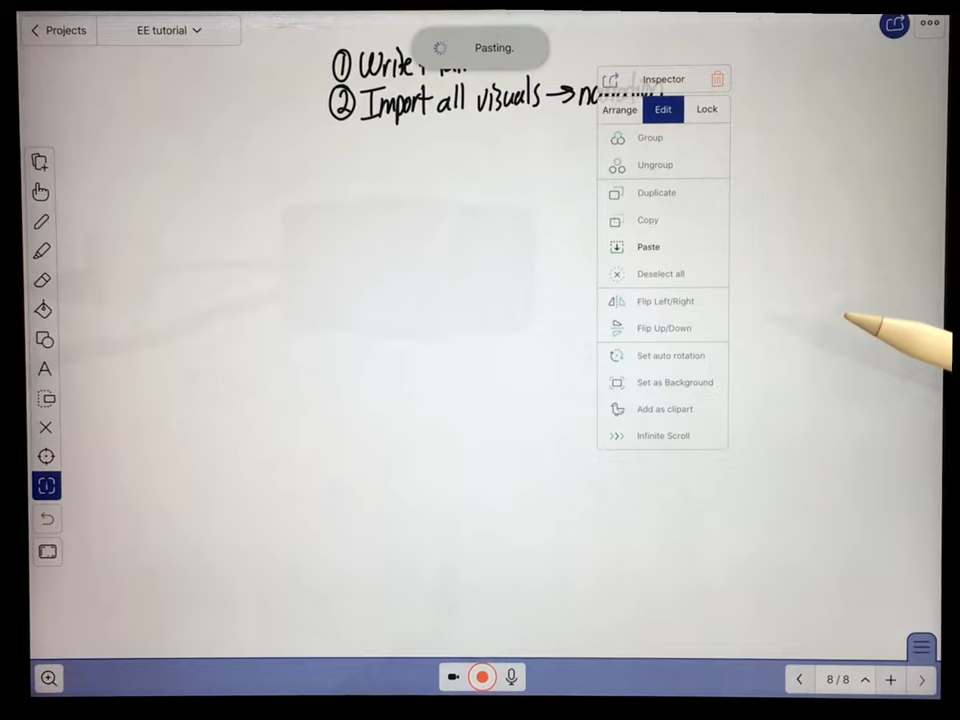 Projects
EE tutorial
Pasting.
① Write
② Import all visuals →
Inspector
Arrange
Edit
Lock
Group
Ungroup
Duplicate
Copy
Paste
Deselect all
Flip Left/Right
Flip Up/Down
Set auto rotation
Set as Background
Add as clipart
Infinite Scroll
8/8